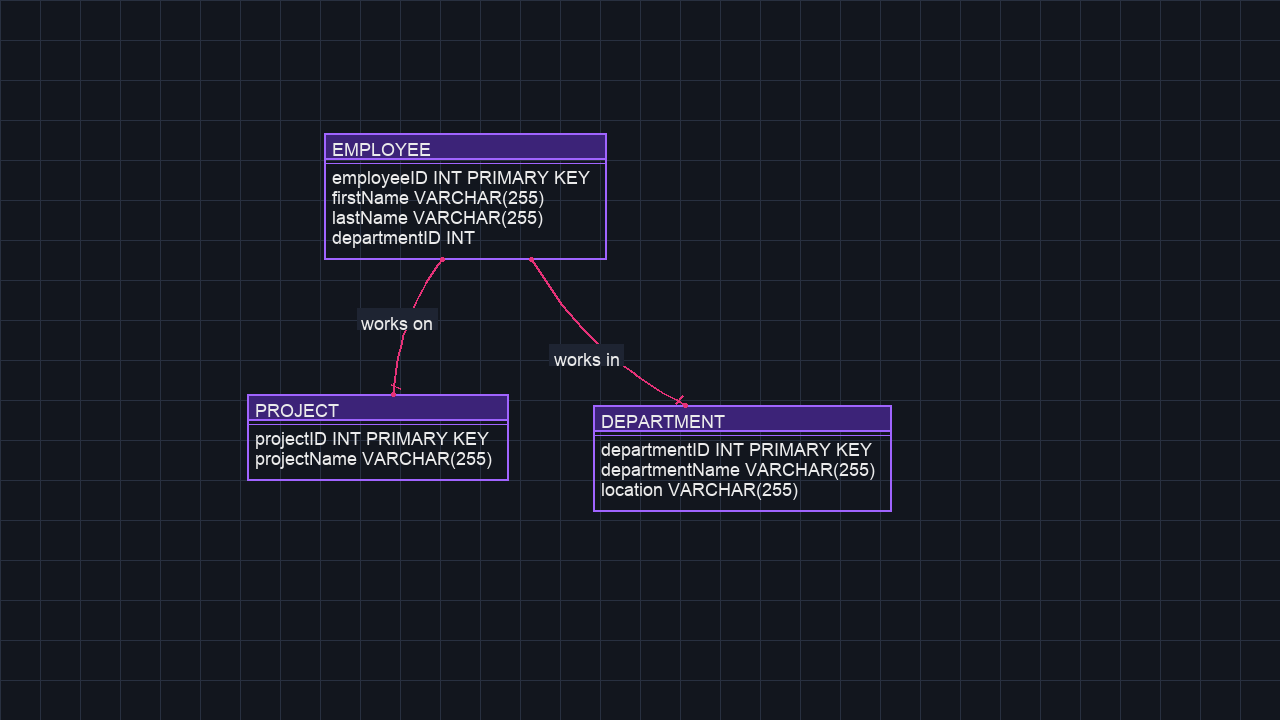 EMPLOYEE
employeeID INT PRIMARY KEY
firstName VARCHAR(255)
lastName VARCHAR(255)
departmentID INT
works on
works in
PROJECT
projectID INT PRIMARY KEY
projectName VARCHAR(255)
DEPARTMENT
departmentID INT PRIMARY KEY
departmentName VARCHAR(255)
location VARCHAR(255)